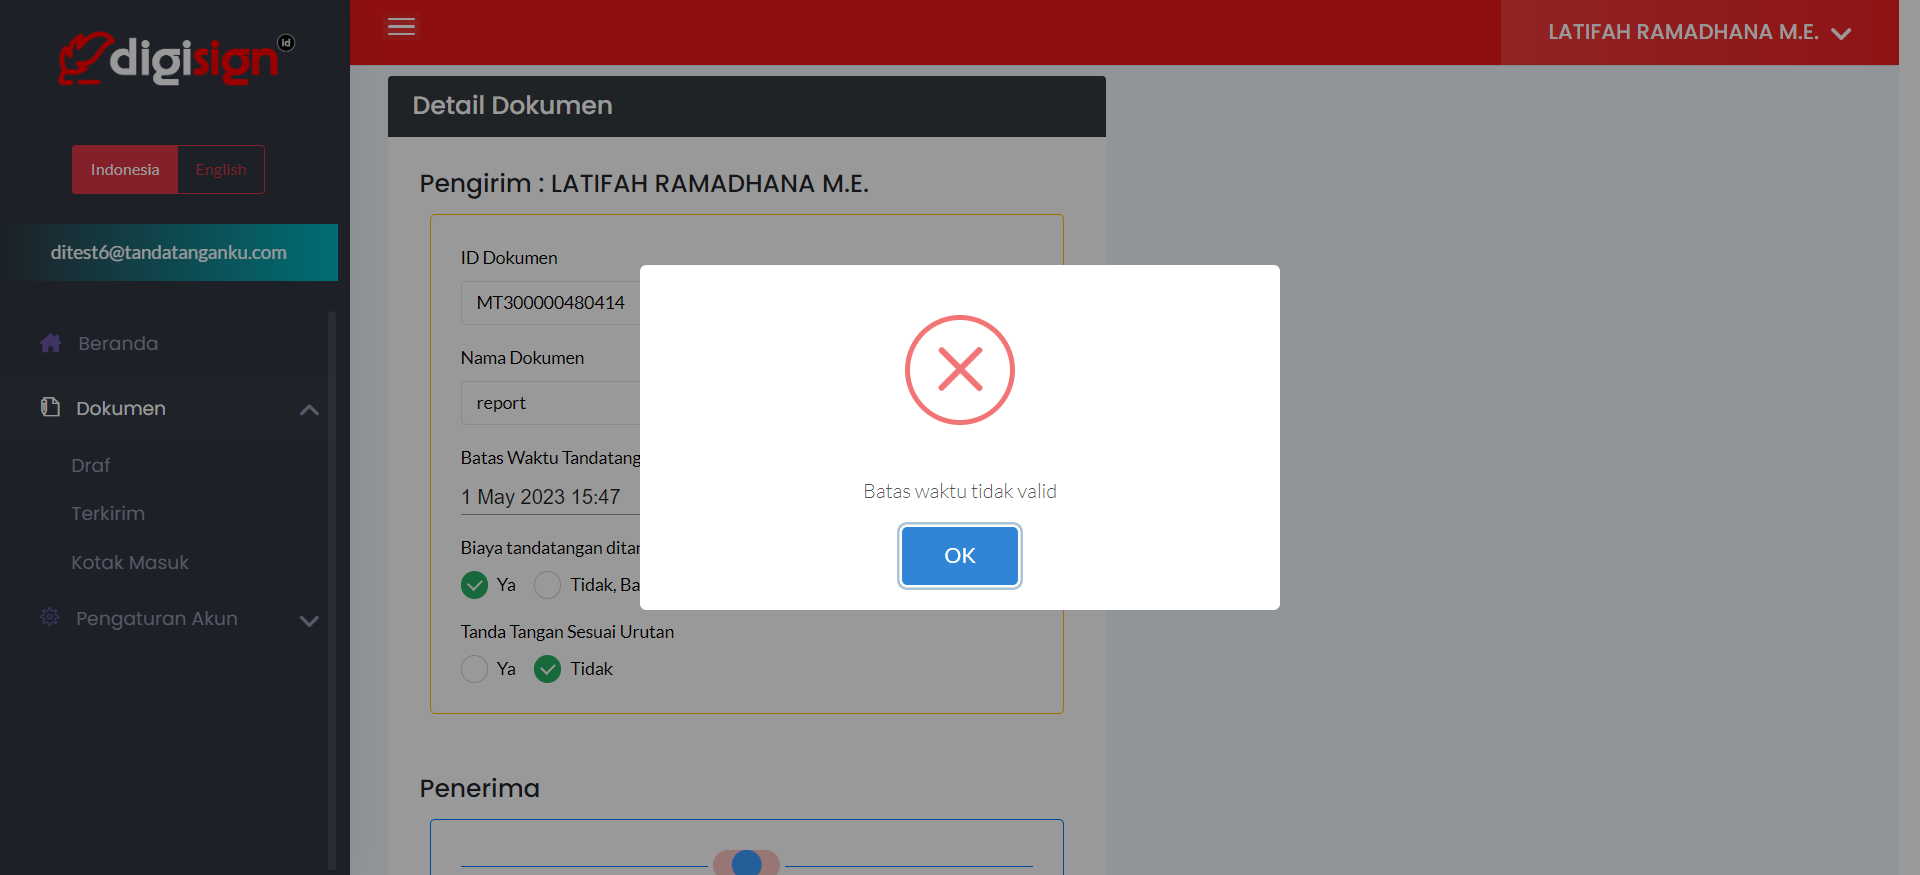 digisign id
LATIFAH RAMADHANA M.E.
Indonesia
English
ditest6@tandatanganku.com
Beranda
Dokumen
Draf
Terkirim
Kotak Masuk
Pengaturan Akun
Detail Dokumen
Pengirim : LATIFAH RAMADHANA M.E.
ID Dokumen
MT300000480414
Nama Dokumen
report
Batas Waktu Tandatang
1 May 2023 15:47
Biaya tandatangan ditan
Ya
Tidak, Ba
Tanda Tangan Sesuai Urutan
Ya
Tidak
Penerima
Batas waktu tidak valid
OK